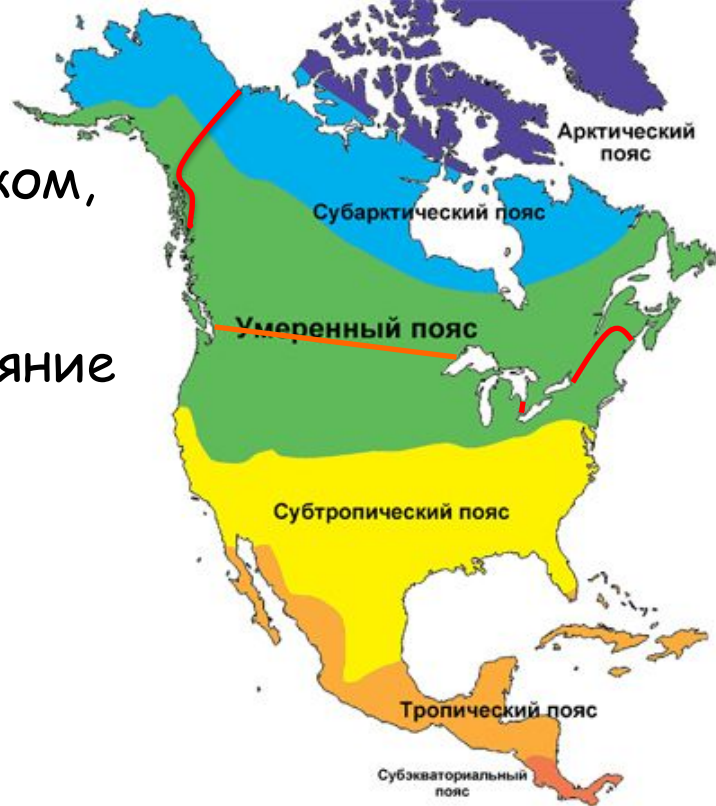 Арктический
пояс
ком,
Субарктический пояс
Умеренный пояс
яние
Субтропический пояс
Тропический пояс
Субэкваториальный
пояс